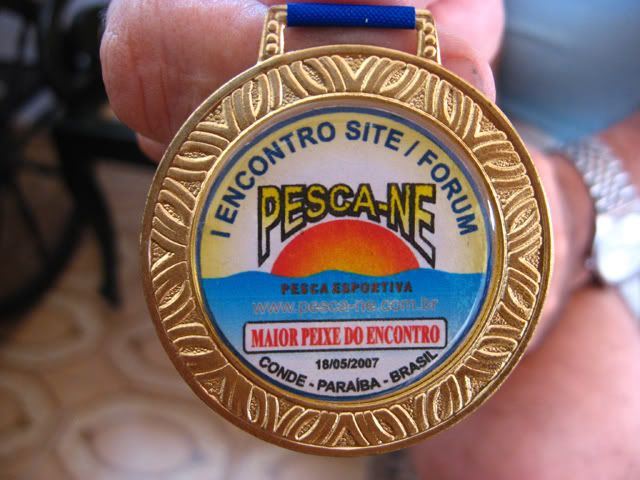 I ENCONTRO SITE / FORUM
PESCA-NE
PESCA ESPORTIVA
www.pesca-ne.com.br
MAIOR PEIXE DO ENCONTRO
18/05/2007
CONDE - PARAÍBA - BRASIL